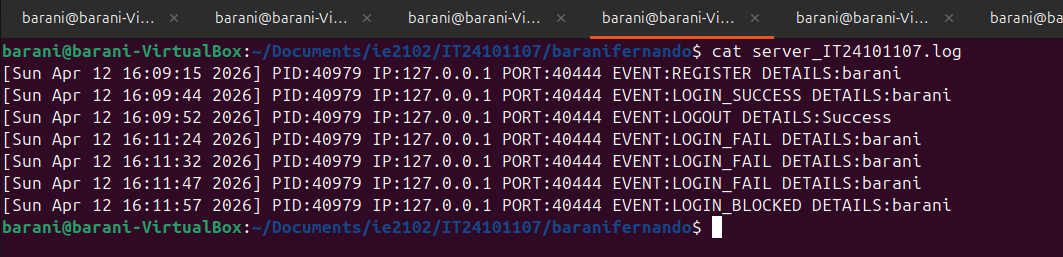 barani@barani-Vi... × barani@barani-Vi... × barani@barani-Vi... × barani@barani-Vi... × barani@barani-Vi... × barani@
barani@barani-VirtualBox:~/Documents/ie2102/IT24101107/baranifernando$ cat server_IT24101107.log
[Sun Apr 12 16:09:15 2026] PID:40979 IP:127.0.0.1 PORT:40444 EVENT:REGISTER DETAILS:barani
[Sun Apr 12 16:09:44 2026] PID:40979 IP:127.0.0.1 PORT:40444 EVENT:LOGIN_SUCCESS DETAILS:barani
[Sun Apr 12 16:09:52 2026] PID:40979 IP:127.0.0.1 PORT:40444 EVENT:LOGOUT DETAILS:Success
[Sun Apr 12 16:11:24 2026] PID:40979 IP:127.0.0.1 PORT:40444 EVENT:LOGIN_FAIL DETAILS:barani
[Sun Apr 12 16:11:32 2026] PID:40979 IP:127.0.0.1 PORT:40444 EVENT:LOGIN_FAIL DETAILS:barani
[Sun Apr 12 16:11:47 2026] PID:40979 IP:127.0.0.1 PORT:40444 EVENT:LOGIN_FAIL DETAILS:barani
[Sun Apr 12 16:11:57 2026] PID:40979 IP:127.0.0.1 PORT:40444 EVENT:LOGIN_BLOCKED DETAILS:barani
barani@barani-VirtualBox:~/Documents/ie2102/IT24101107/baranifernando$